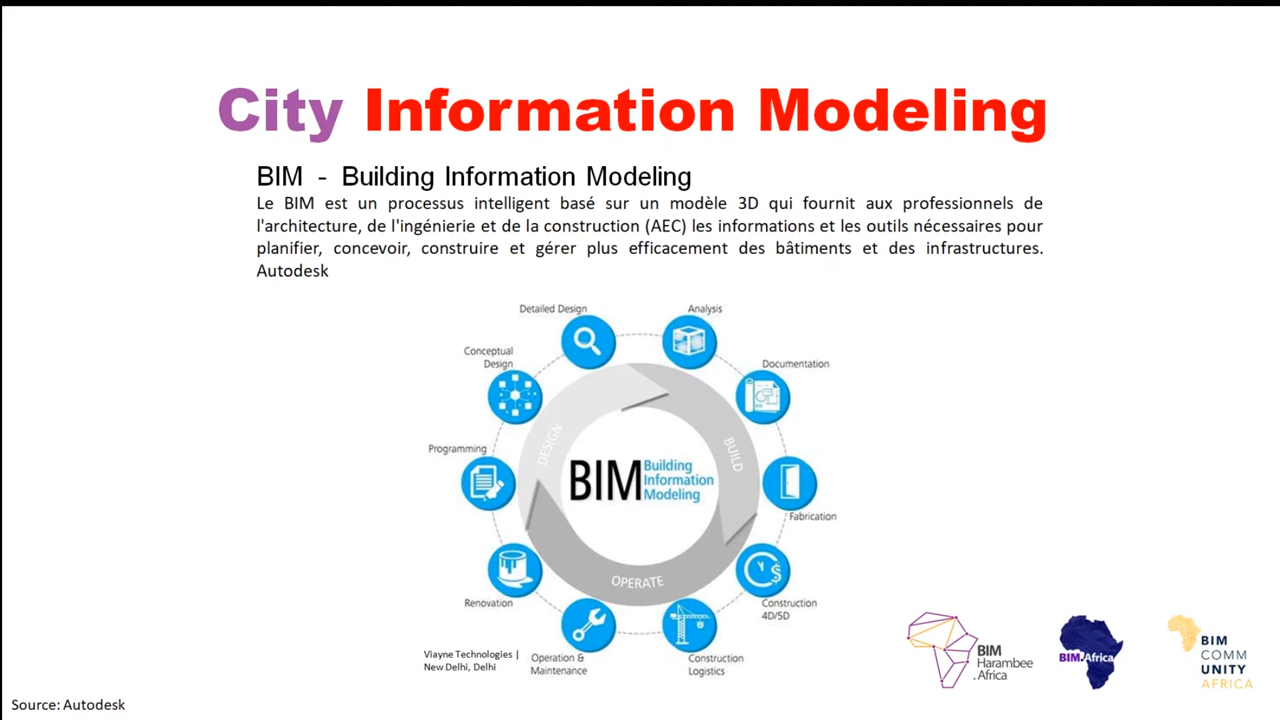 City Information Modeling
BIM - Building Information Modeling
Le BIM est un processus intelligent basé sur un modèle 3D qui fournit aux professionnels de
l'architecture, de l'ingénierie et de la construction (AEC) les informations et les outils nécessaires pour
planifier, concevoir, construire et gérer plus efficacement des bâtiments et des infrastructures.
Autodesk
Detailed Design
Analysis
Conceptual
Design
Documentation
Programming
DESIGN
BUILD
BIM
Building
Information
Modeling
Fabrication
OPERATE
Renovation
Construction
4D/5D
Viayne Technologies |
New Delhi, Delhi
Operation &
Maintenance
Construction
Logistics
BIM
Harambee
.Africa
BIM.Africa
BIM
COMM
UNITY
AFRICA
Source: Autodesk